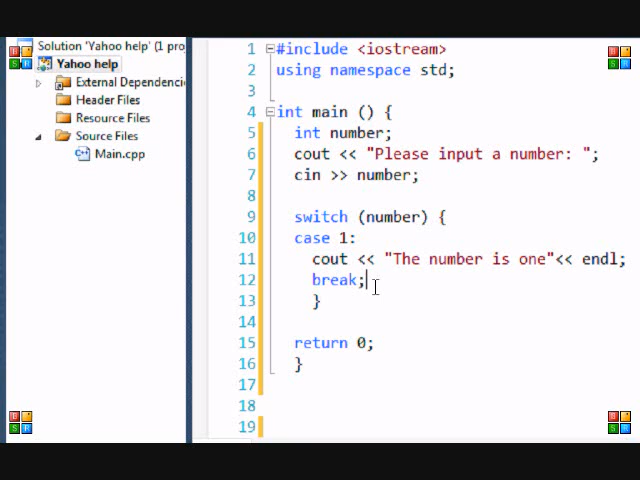 Solution 'Yahoo help' (1 proj
Yahoo help
External Dependencie
Header Files
Resource Files
Source Files
Main.cpp
1 #include <iostream>
2 using namespace std;
3
4 int main () {
5 int number;
6 cout << "Please input a number: ";
7 cin >> number;
8
9 switch (number) {
10 case 1:
11 cout << "The number is one"<< endl;
12 break;
13 }
14
15 return 0;
16 }
17
18
19